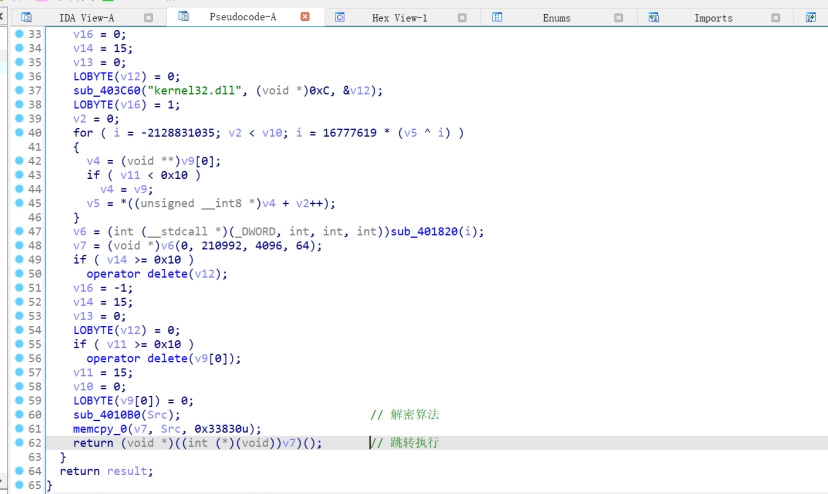 IDA View-A Pseudocode-A Hex View-1 Enums Imports
33 v16 = 0;
34 v14 = 15;
35 v13 = 0;
36 LOBYTE(v12) = 0;
37 sub_403C60("kernel32.dll", (void *)0xC, &v12);
38 LOBYTE(v16) = 1;
39 v2 = 0;
40 for ( i = -2128831035; v2 < v10; i = 16777619 * (v5 ^ i) )
41 {
42 v4 = (void **)v9[0];
43 if ( v11 < 0x10 )
44 v4 = v9;
45 v5 = *((unsigned __int8 *)v4 + v2++);
46 }
47 v6 = (int (__stdcall *)(_DWORD, int, int, int))sub_401820(i);
48 v7 = (void *)v6(0, 210992, 4096, 64);
49 if ( v14 >= 0x10 )
50 operator delete(v12);
51 v16 = -1;
52 v14 = 15;
53 v13 = 0;
54 LOBYTE(v12) = 0;
55 if ( v11 >= 0x10 )
56 operator delete(v9[0]);
57 v11 = 15;
58 v10 = 0;
59 LOBYTE(v9[0]) = 0;
60 sub_4010B0(Src); // 解密算法
61 memcpy_0(v7, Src, 0x33830u);
62 return (void *)((int (*)(void))v7)(); // 跳转执行
63 }
64 return result;
65 }